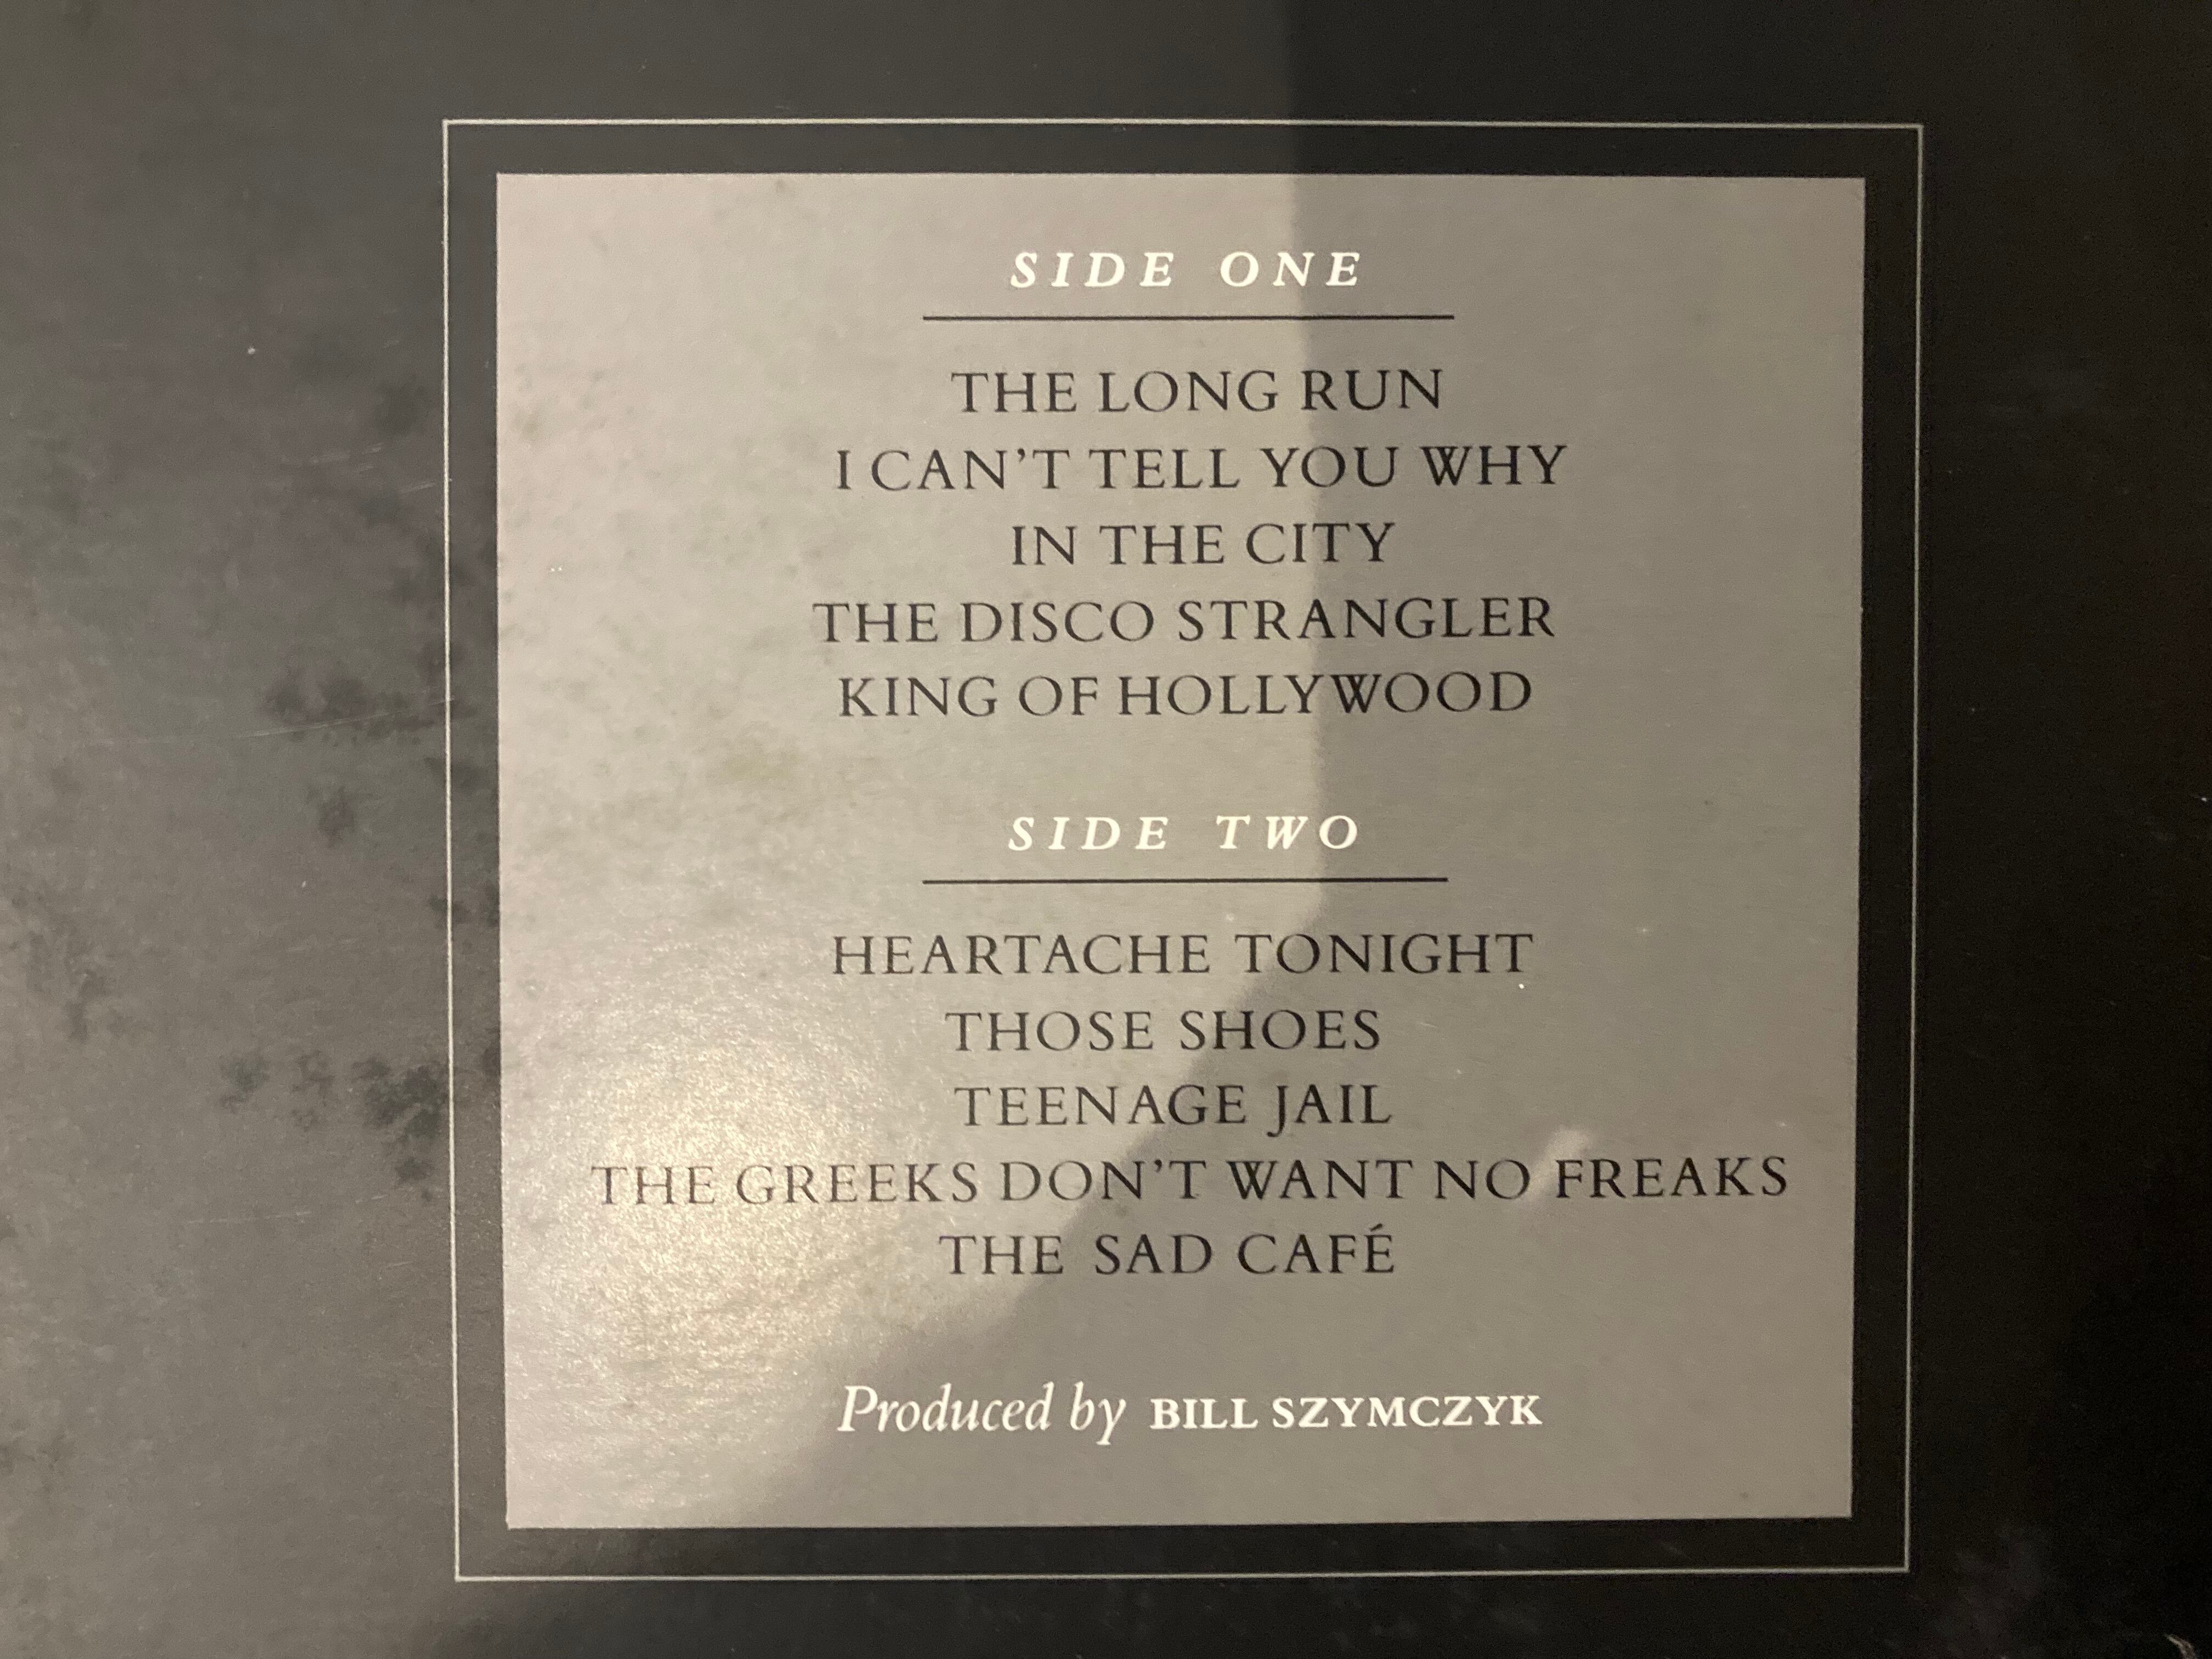 SIDE ONE
THE LONG RUN
I CAN'T TELL YOU WHY
IN THE CITY
THE DISCO STRANGLER
KING OF HOLLYWOOD
SIDE TWO
HEARTACHE TONIGHT
THOSE SHOES
TEENAGE JAIL
THE GREEKS DON'T WANT NO FREAKS
THE SAD CAFÉ
Produced by BILL SZYMCZYK